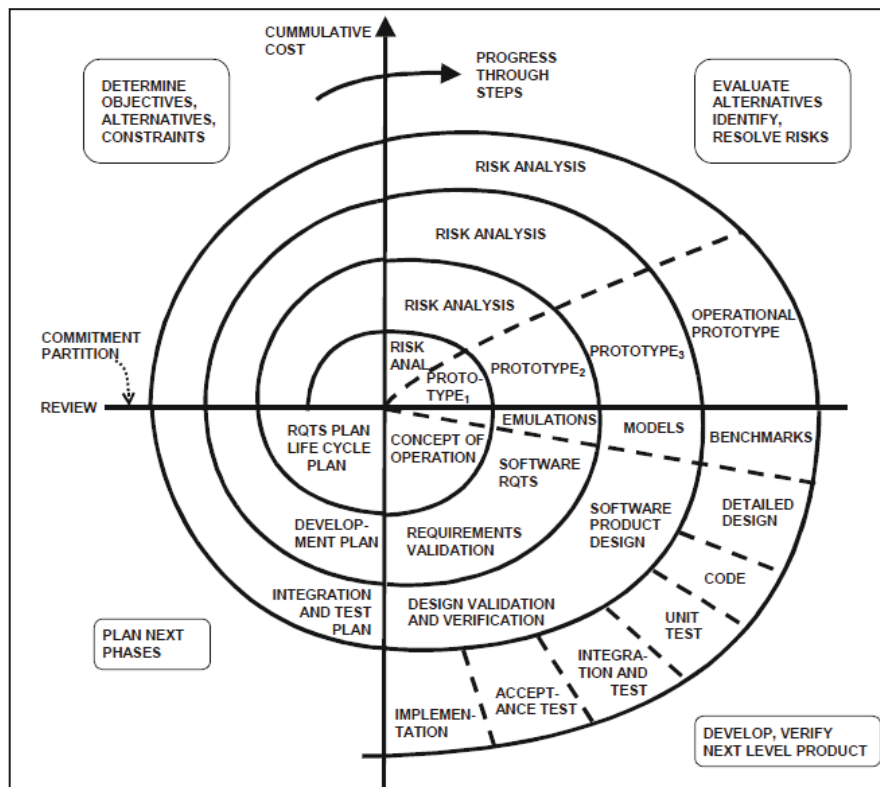 CUMMULATIVE
COST
PROGRESS
THROUGH
STEPS
DETERMINE
OBJECTIVES,
ALTERNATIVES,
CONSTRAINTS
EVALUATE
ALTERNATIVES
IDENTIFY,
RESOLVE RISKS
RISK ANALYSIS
RISK ANALYSIS
RISK ANALYSIS
RISK
ANAL.
PROTO-
TYPE1
PROTOTYPE2
PROTOTYPE3
OPERATIONAL
PROTOTYPE
COMMITMENT
PARTITION
REVIEW
RQTS PLAN
LIFE CYCLE
PLAN
CONCEPT OF
OPERATION
EMULATIONS
MODELS
BENCHMARKS
SOFTWARE
RQTS
SOFTWARE
PRODUCT
DESIGN
DETAILED
DESIGN
DEVELOP-
MENT PLAN
REQUIREMENTS
VALIDATION
CODE
INTEGRATION
AND TEST
PLAN
DESIGN VALIDATION
AND VERIFICATION
UNIT
TEST
PLAN NEXT
PHASES
INTEGRA-
TION AND
TEST
ACCEPT-
ANCE TEST
IMPLEMEN-
TATION
DEVELOP, VERIFY
NEXT LEVEL PRODUCT